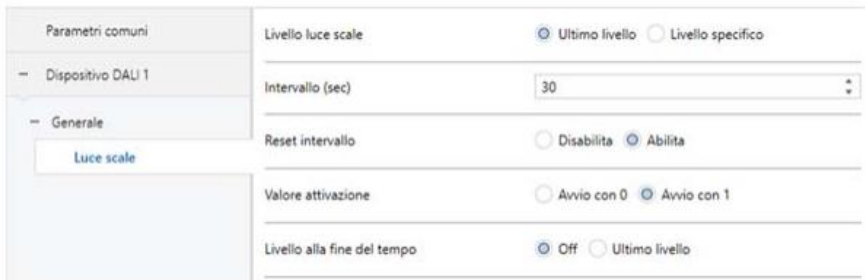 Parametri comuni
Dispositivo DALI 1
Generale
Luce scale
Livello luce scale Ultimo livello Livello specifico
Intervallo (sec) 30
Reset intervallo Disabilita Abilita
Valore attivazione Avvio con 0 Avvio con 1
Livello alla fine del tempo Off Ultimo livello